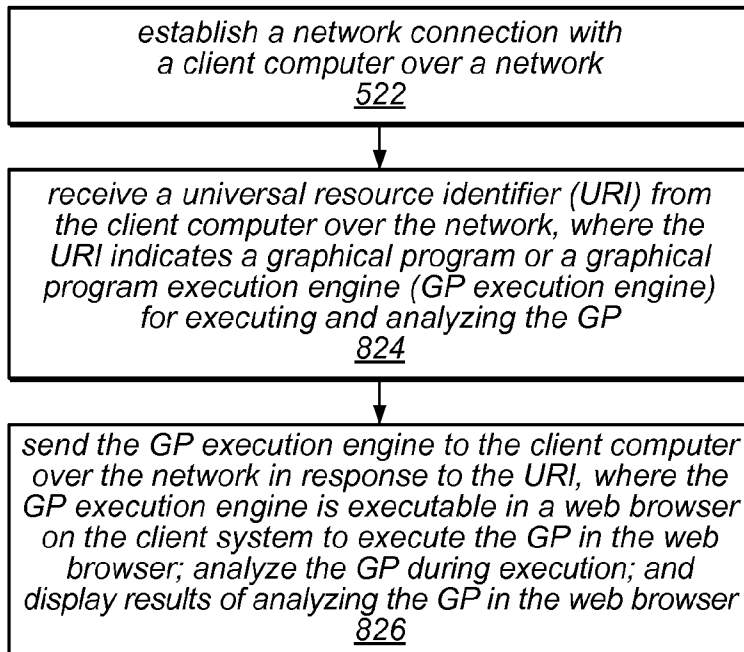 establish a network connection with
a client computer over a network
522
receive a universal resource identifier (URI) from
the client computer over the network, where the
URI indicates a graphical program or a graphical
program execution engine (GP execution engine)
for executing and analyzing the GP
824
send the GP execution engine to the client computer
over the network in response to the URI, where the
GP execution engine is executable in a web browser
on the client system to execute the GP in the web
browser; analyze the GP during execution; and
display results of analyzing the GP in the web browser
826